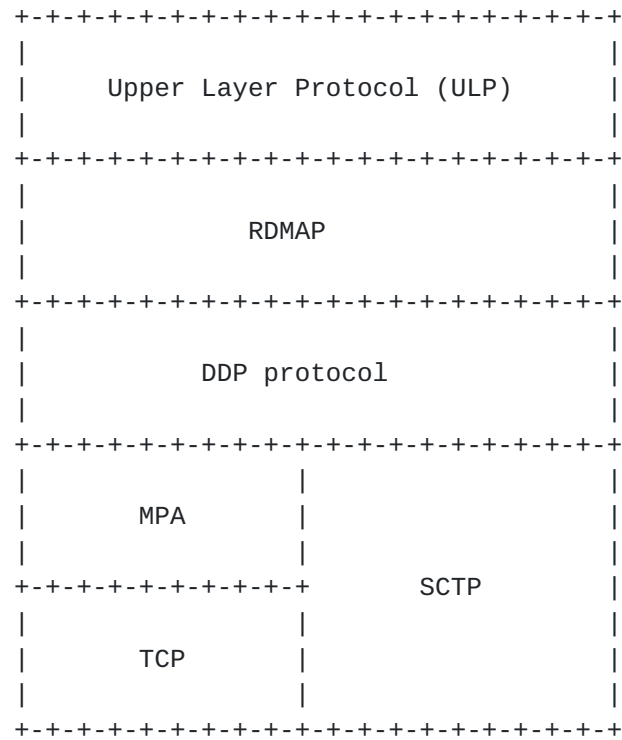 Upper Layer Protocol (ULP)
RDMAP
DDP protocol
MPA
SCTP
TCP